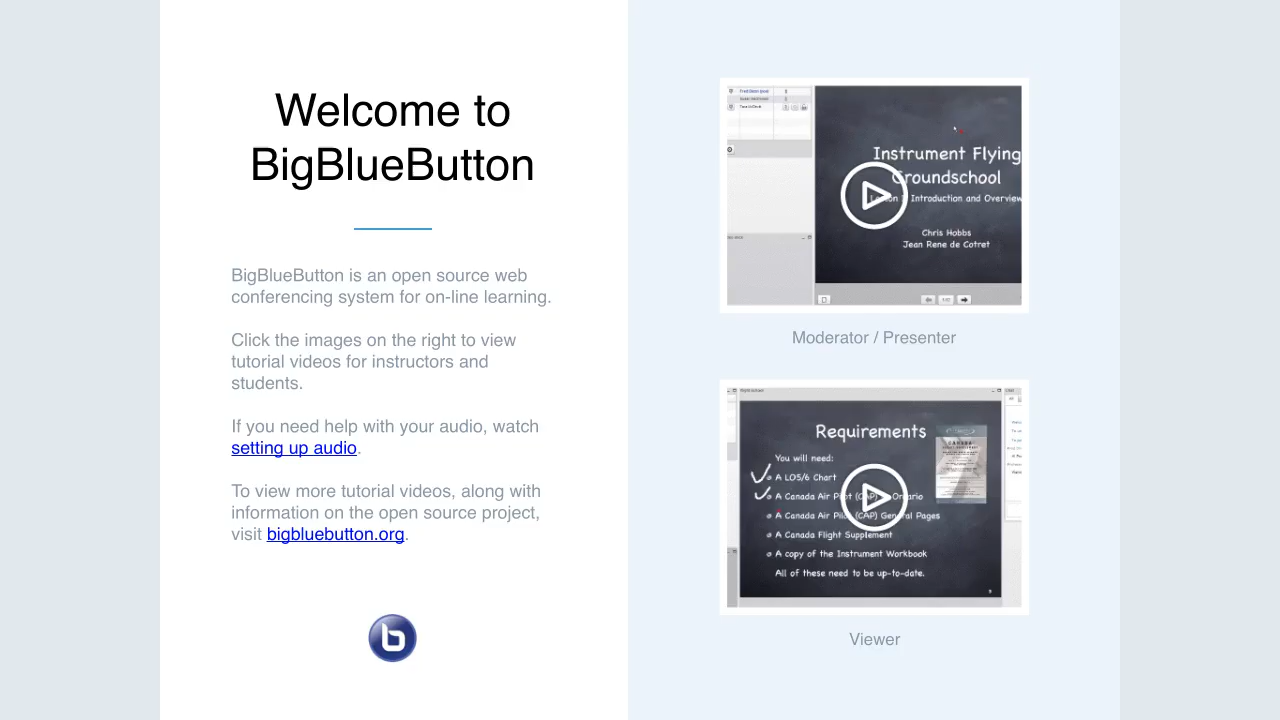 Welcome to
BigBlueButton
BigBlueButton is an open source web
conferencing system for on-line learning.
Click the images on the right to view
tutorial videos for instructors and
students.
If you need help with your audio, watch
setting up audio.
To view more tutorial videos, along with
information on the open source project,
visit bigbluebutton.org.
Instrument Flying
Groundschool
Introduction and Overview
Chris Hobbs
Jean Rene de Cotret
Moderator / Presenter
Requirements
You will need:
A LO5/6 Chart
A Canada Air Pilot (CAP) Ontario
A Canada Air Pilot (CAP) General Pages
A Canada Flight Supplement
A copy of the Instrument Workbook
All of these need to be up-to-date.
CANADA
Viewer